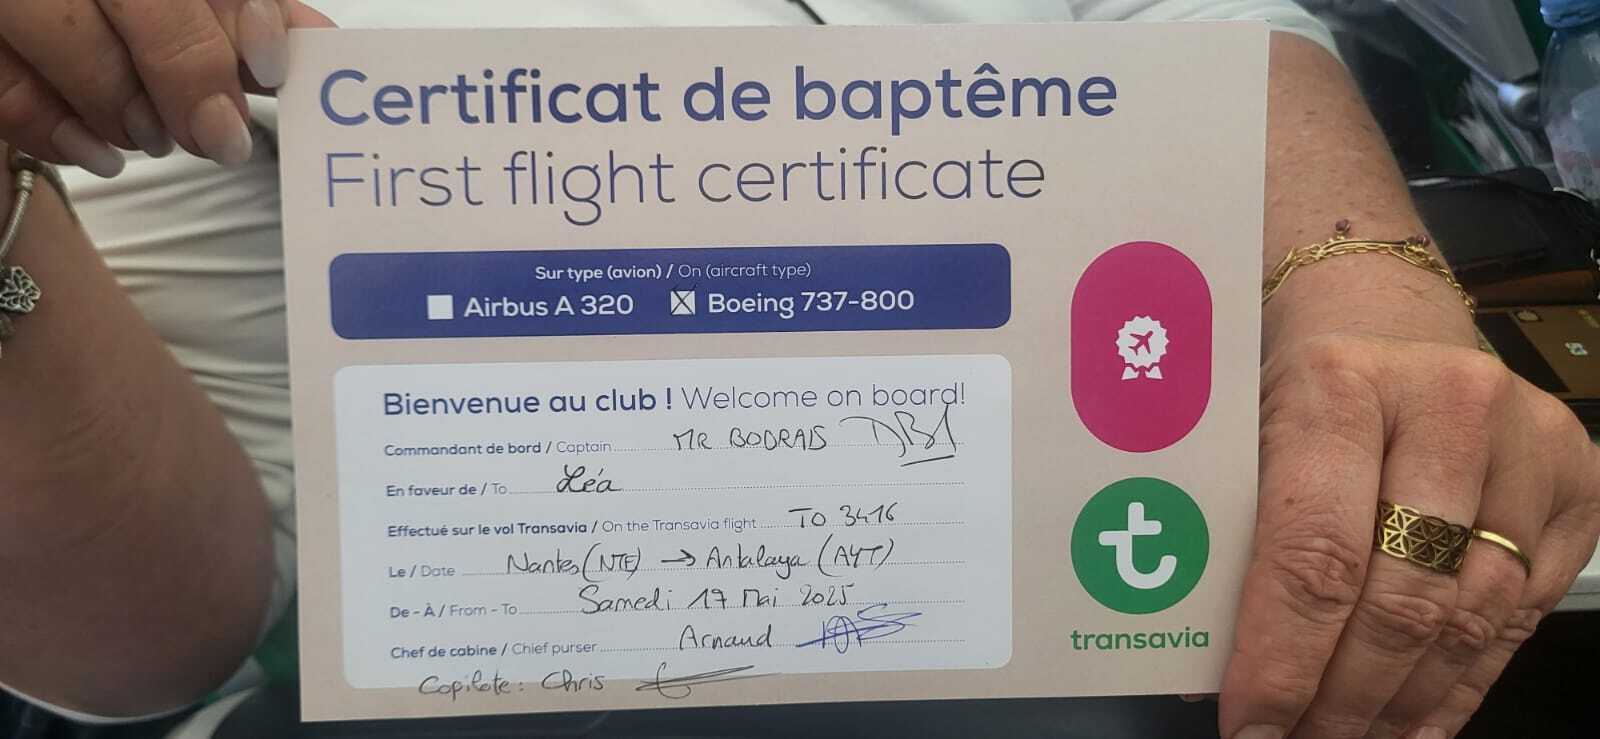 Certificat de baptême
First flight certificate
Sur type (avion) / On (aircraft type)
Airbus A 320 Boeing 737-800
Bienvenue au club ! Welcome on board!
Commandant de bord / Captain MR BODRAIS
En faveur de / To Léa
Effectué sur le vol Transavia / On the Transavia flight TO 3416
Le / Date Nantes (NTE) → Antalaya (AYT)
De - À / From - To Samedi 17 Mai 2025
Chef de cabine / Chief purser Arnaud
Copilote : Chris
t
transavia